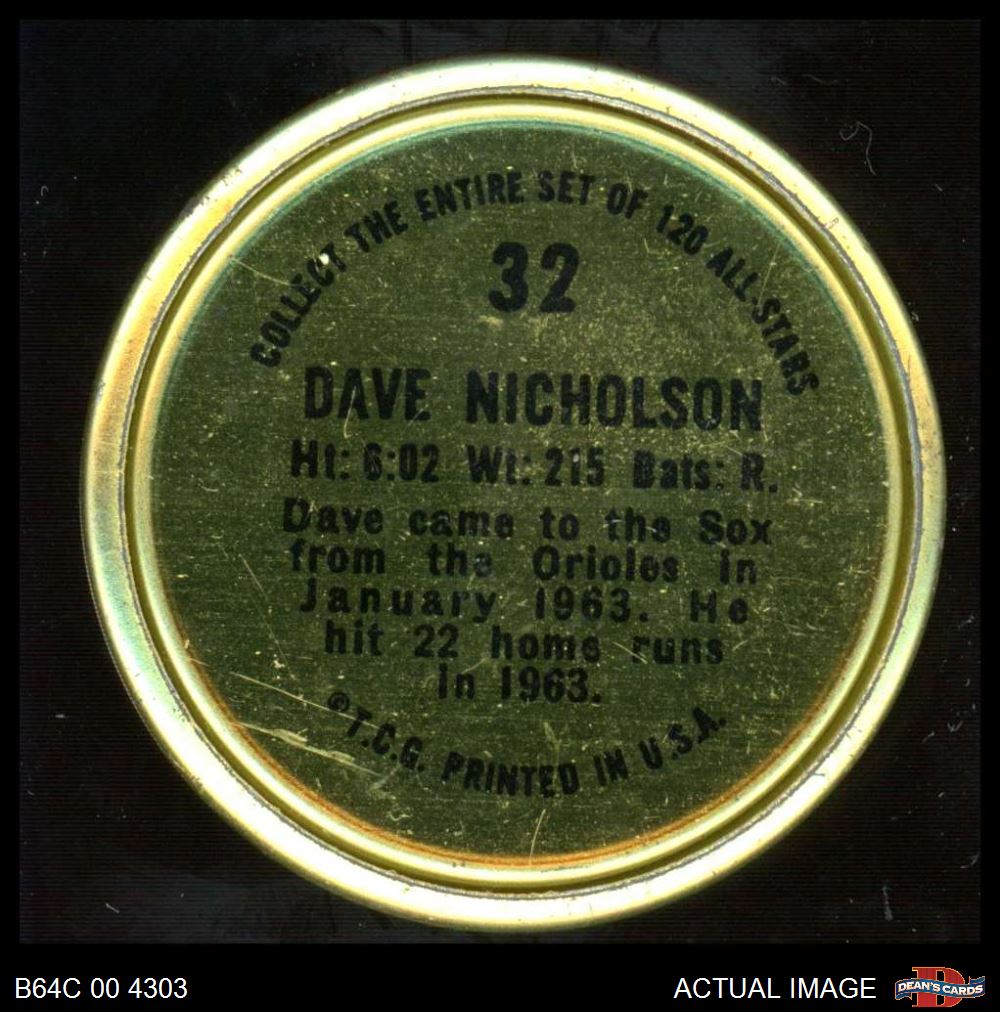 COLLECT THE ENTIRE SET OF 120 ALL-STARS
32
DAVE NICHOLSON
Ht: 6:02 Wt: 215 Bats: R.
Dave came to the Sox
from the Orioles in
January 1963. He
hit 22 home runs
in 1963.
©T.C.G. PRINTED IN U.S.A.
B64C 00 4303
ACTUAL IMAGE
D
DEAN'S CARDS